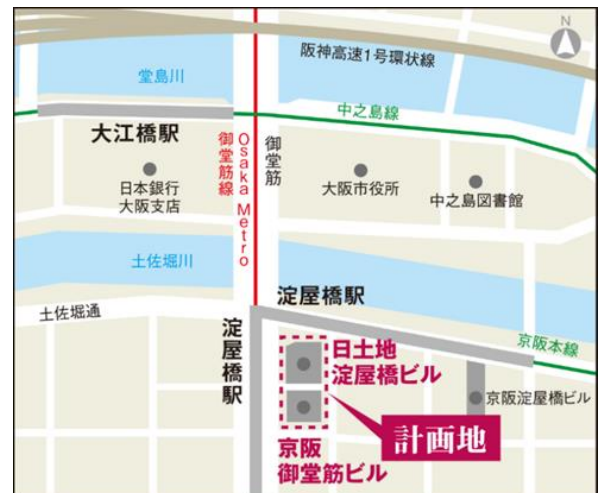 N
阪神高速1号環状線
堂島川
中之島線
大江橋駅
御堂筋線
Osaka Metro
御堂筋
日本銀行
大阪支店
大阪市役所
中之島図書館
土佐堀川
淀屋橋駅
土佐堀通
淀屋橋駅
京阪本線
日土地
淀屋橋ビル
京阪淀屋橋ビル
計画地
京阪
御堂筋ビル